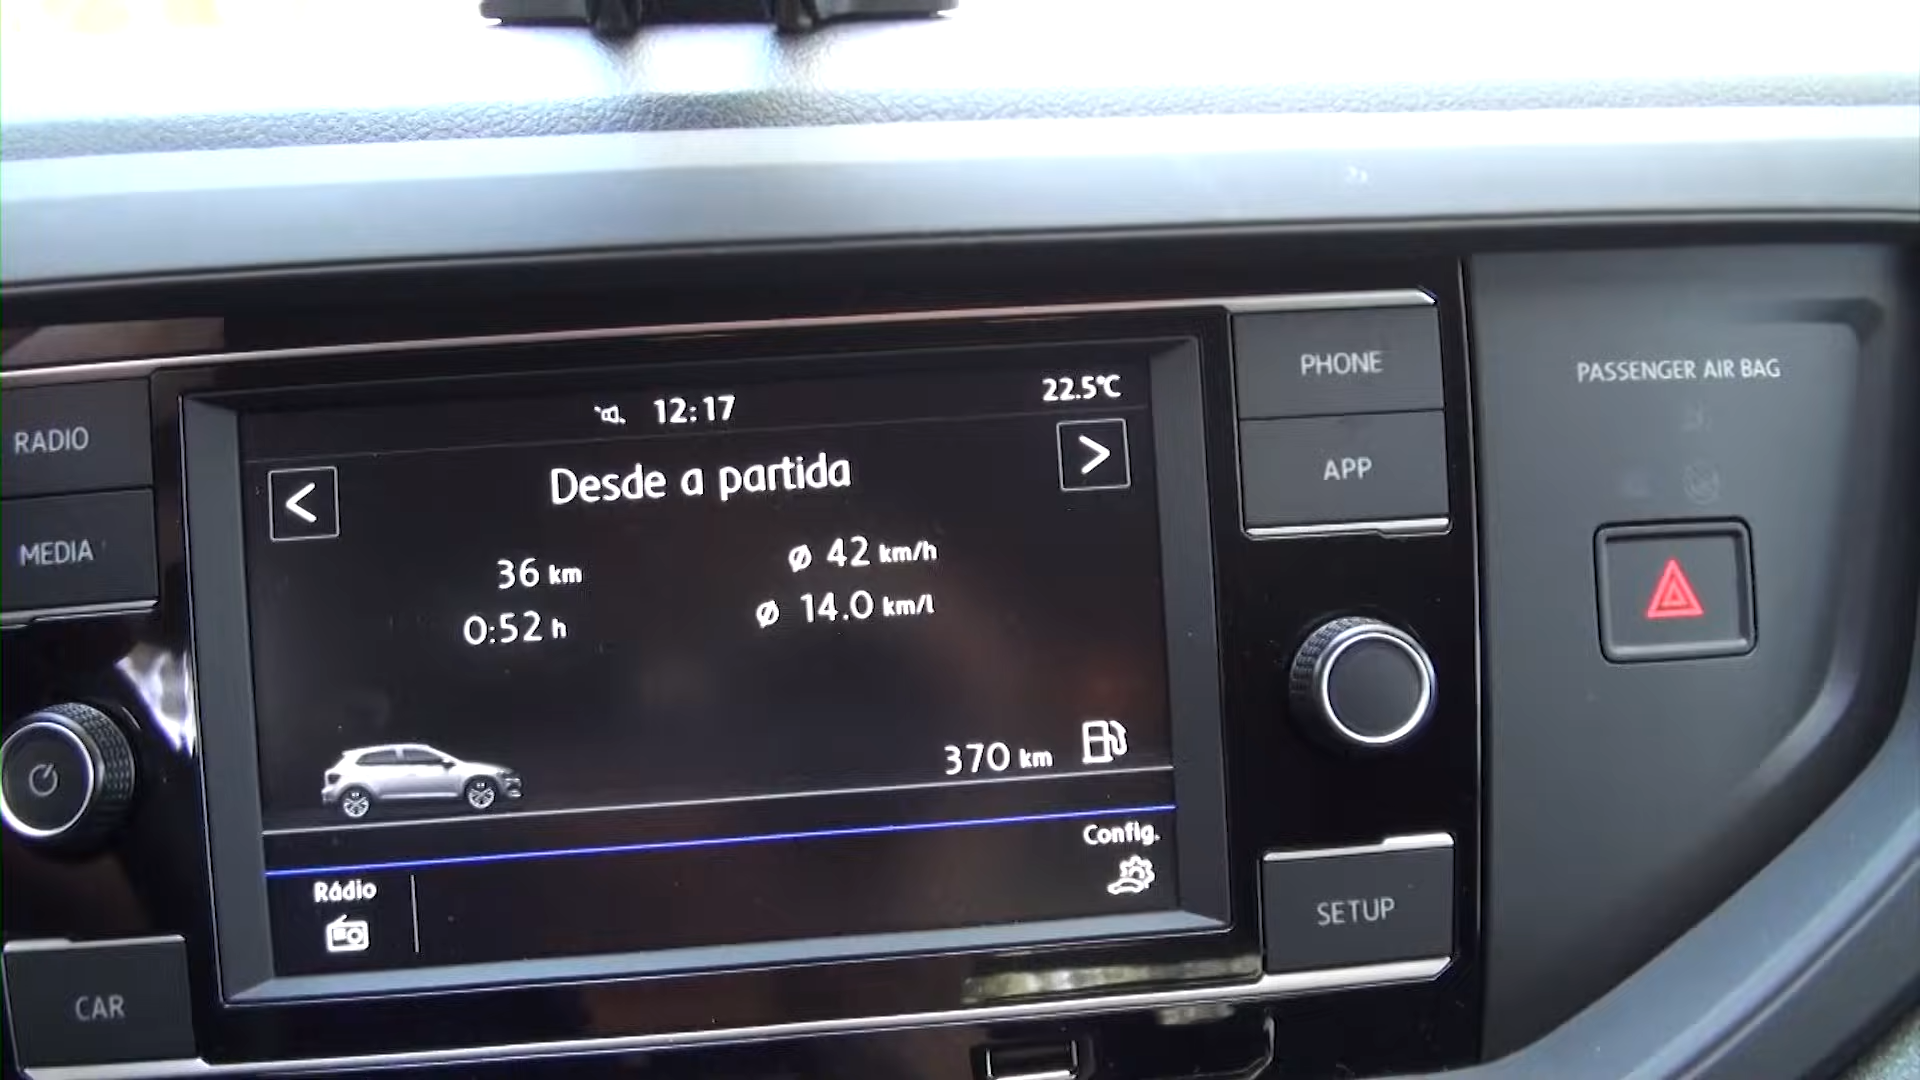 RADIO
MEDIA
CAR
12:17
22.5°C
<
Desde a partida
>
36 km
ø 42 km/h
0:52 h
ø 14.0 km/l
370 km
Config.
Rádio
PHONE
APP
SETUP
PASSENGER AIR BAG